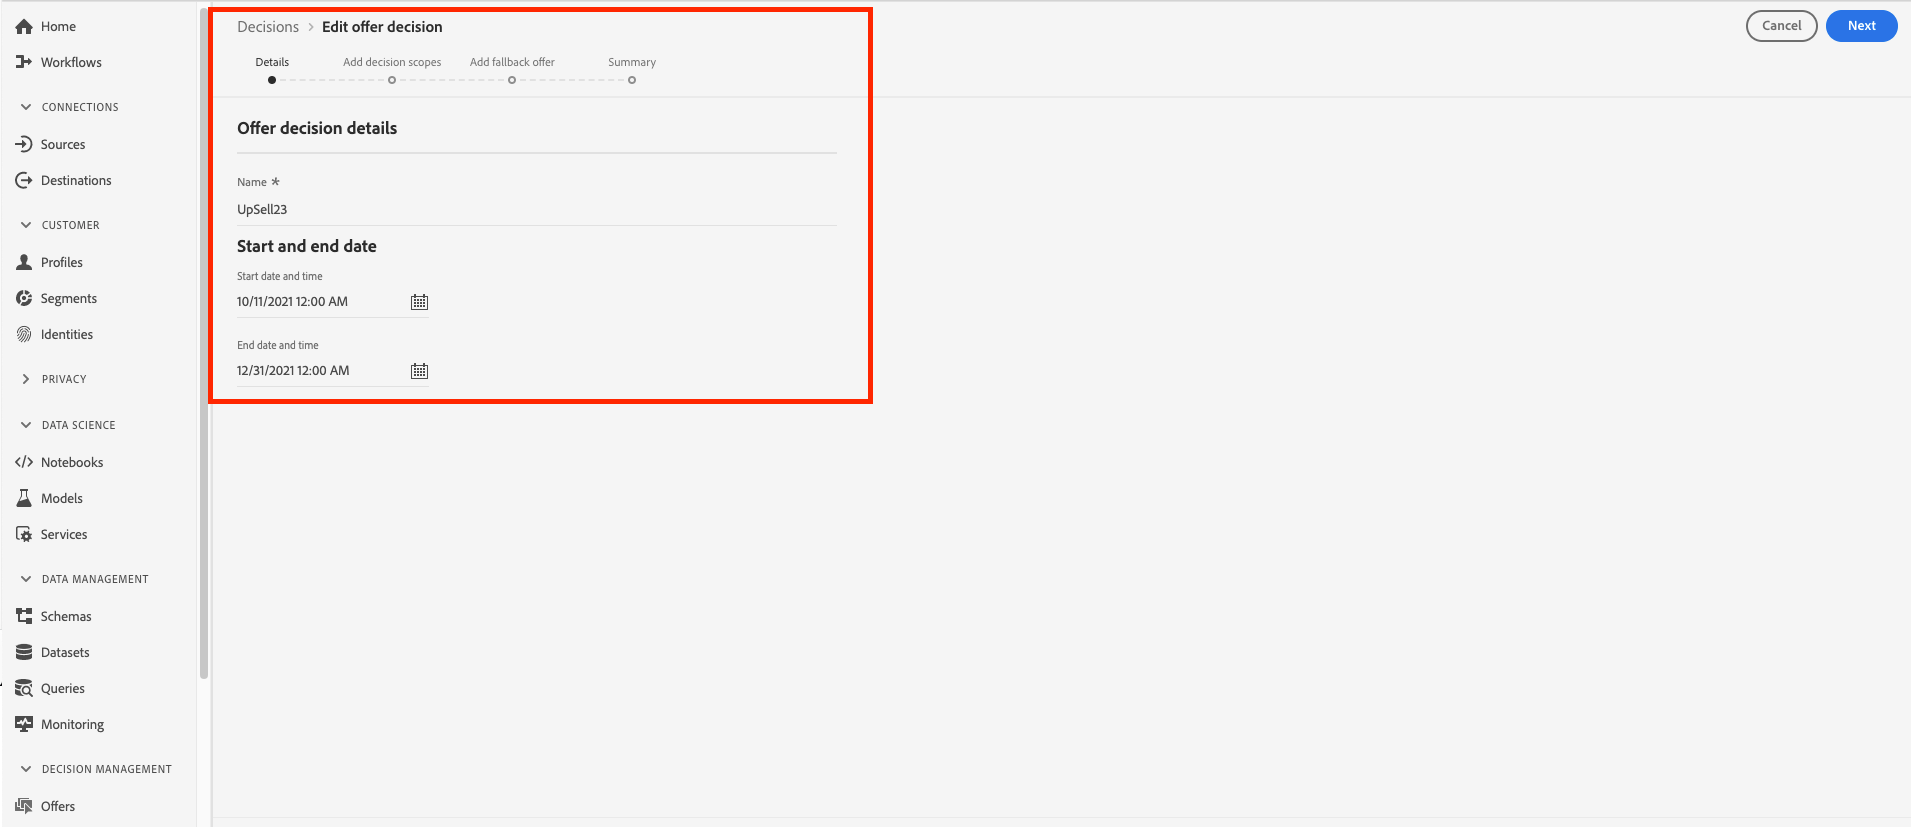 Home
Workflows
CONNECTIONS
Sources
Destinations
CUSTOMER
Profiles
Segments
Identities
PRIVACY
DATA SCIENCE
Notebooks
Models
Services
DATA MANAGEMENT
Schemas
Datasets
Queries
Monitoring
DECISION MANAGEMENT
Offers
Decisions > Edit offer decision
Cancel Next
Details Add decision scopes Add fallback offer Summary
Offer decision details
Name *
UpSell23
Start and end date
Start date and time
10/11/2021 12:00 AM
End date and time
12/31/2021 12:00 AM